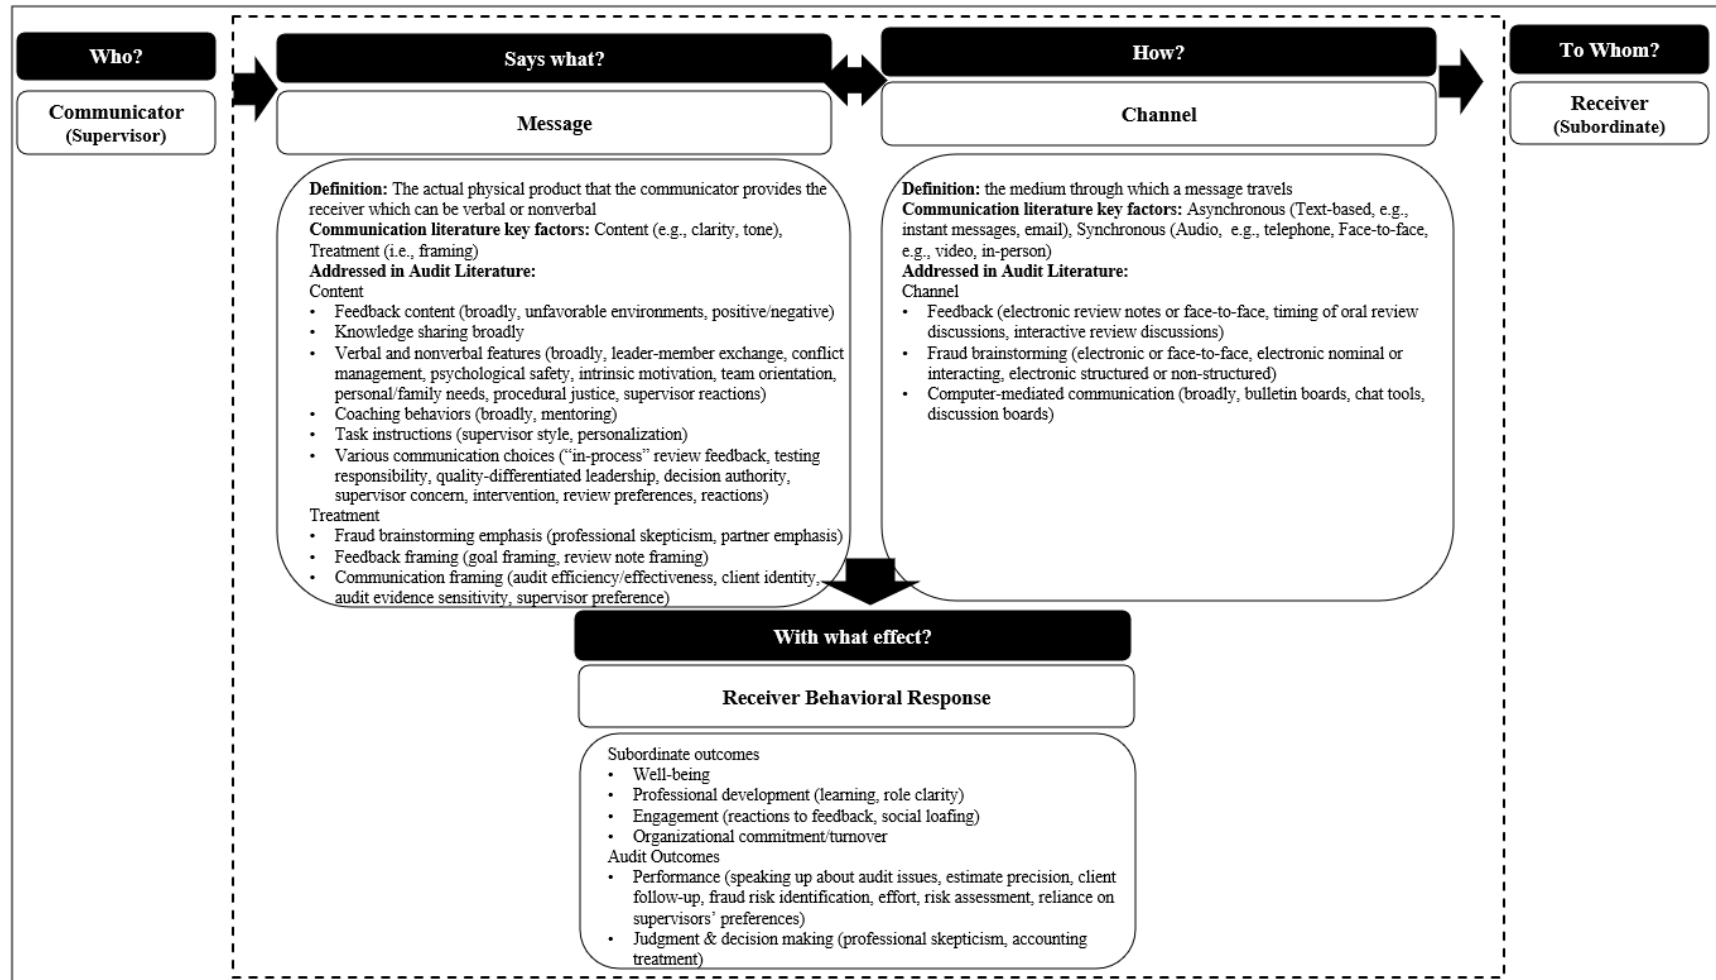 Who?
Communicator
(Supervisor)
Says what?
Message
Definition: The actual physical product that the communicator provides the
receiver which can be verbal or nonverbal
Communication literature key factors: Content (e.g., clarity, tone),
Treatment (i.e., framing)
Addressed in Audit Literature:
Content
• Feedback content (broadly, unfavorable environments, positive/negative)
• Knowledge sharing broadly
• Verbal and nonverbal features (broadly, leader-member exchange, conflict
management, psychological safety, intrinsic motivation, team orientation,
personal/family needs, procedural justice, supervisor reactions)
• Coaching behaviors (broadly, mentoring)
• Task instructions (supervisor style, personalization)
• Various communication choices (“in-process” review feedback, testing
responsibility, quality-differentiated leadership, decision authority,
supervisor concern, intervention, review preferences, reactions)
Treatment
• Fraud brainstorming emphasis (professional skepticism, partner emphasis)
• Feedback framing (goal framing, review note framing)
• Communication framing (audit efficiency/effectiveness, client identity,
audit evidence sensitivity, supervisor preference)
How?
Channel
Definition: the medium through which a message travels
Communication literature key factors: Asynchronous (Text-based, e.g.,
instant messages, email), Synchronous (Audio, e.g., telephone, Face-to-face,
e.g., video, in-person)
Addressed in Audit Literature:
Channel
• Feedback (electronic review notes or face-to-face, timing of oral review
discussions, interactive review discussions)
• Fraud brainstorming (electronic or face-to-face, electronic nominal or
interacting, electronic structured or non-structured)
• Computer-mediated communication (broadly, bulletin boards, chat tools,
discussion boards)
To Whom?
Receiver
(Subordinate)
With what effect?
Receiver Behavioral Response
Subordinate outcomes
• Well-being
• Professional development (learning, role clarity)
• Engagement (reactions to feedback, social loafing)
• Organizational commitment/turnover
Audit Outcomes
• Performance (speaking up about audit issues, estimate precision, client
follow-up, fraud risk identification, effort, risk assessment, reliance on
supervisors’ preferences)
• Judgment & decision making (professional skepticism, accounting
treatment)